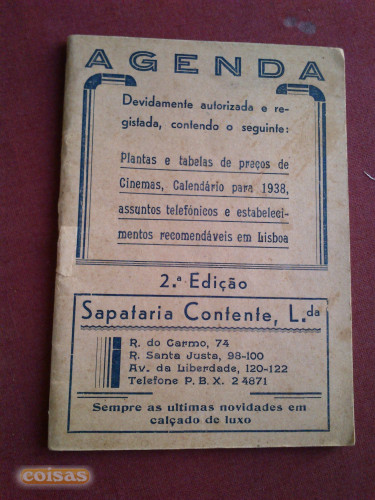 AGENDA
Devidamente autorizada e re-
gistada, contendo o seguinte:
Plantas e tabelas de preços de
Cinemas, Calendário para 1938,
assuntos telefónicos e estabeleci-
mentos recomendáveis em Lisboa
2.ª Edição
Sapataria Contente, L.da
R. do Carmo, 74
R. Santa Justa, 98-100
Av. da Liberdade, 120-122
Telefone P. B. X. 2 4871
Sempre as ultimas novidades em
calçado de luxo
coisas